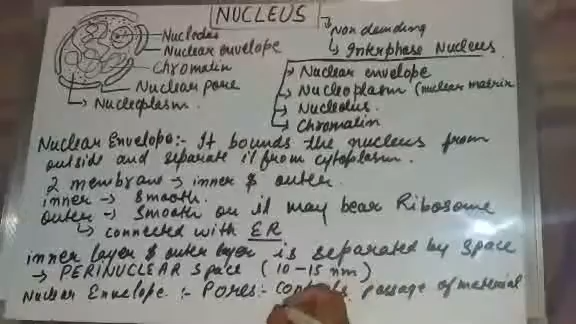 NUCLEUS
Non dividing
Interphase Nucleus
Nucleolus
Nuclear envelope
Chromatin
Nuclear pore
Nucleoplasm.
Nuclear envelope
Nucleoplasm (nuclear matrix
Nucleolus.
Chromatin
Nuclear Envelope:- It bounds the nucleus from
outside and separate it from cytoplasm.
2 membrane → inner & outer.
inner → smooth.
outer → Smooth or it may bear Ribosome
connected with ER
inner layer & outer layer is separated by space
→ PERINUCLEAR Space (10-15 nm)
Nuclear Envelope :- Pores:- Controls passage of material